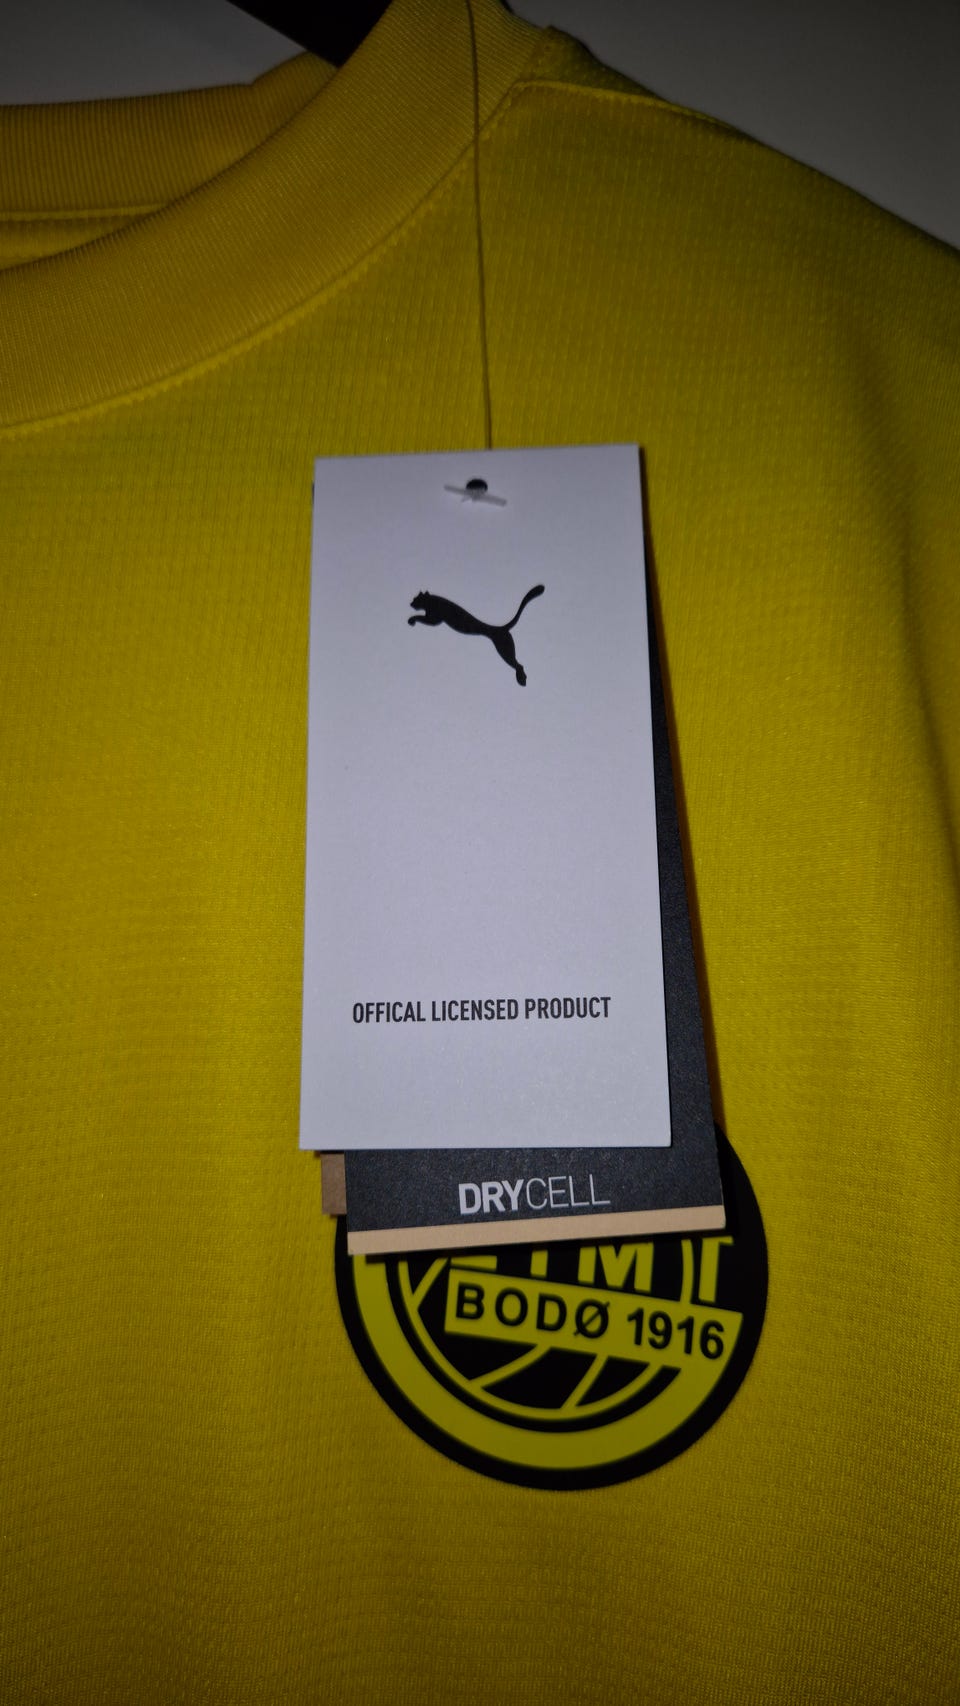 OFFICAL LICENSED PRODUCT
DRYCELL
BODØ 1916